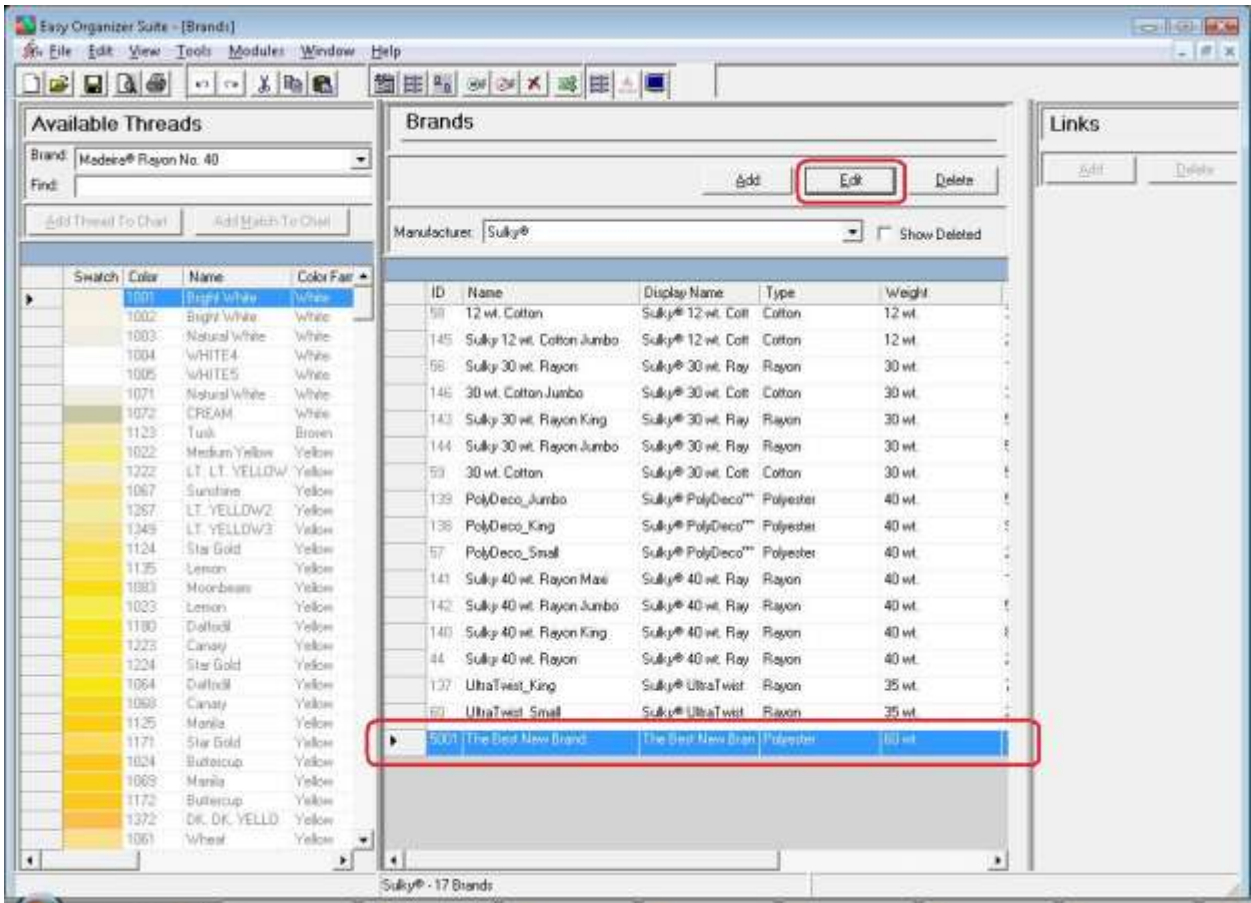 Easy Organizer Suite - [Brands]
File Edit View Tools Modules Window Help
Available Threads
Brand: Madeira® Rayon No. 40
Find:
Add Thread To Chart Add Match To Chart
Swatch Color Name Color Fam
1001 Bright White White
1002 Bright White White
1003 Natural White White
1004 WHITE4 White
1005 WHITE5 White
1071 Natural White White
1072 CREAM White
1123 Tusk Brown
1022 Medium Yellow Yellow
1222 LT. LT. YELLOW Yellow
1067 Sunshine Yellow
1267 LT. YELLOW2 Yellow
1349 LT. YELLOW3 Yellow
1124 Star Gold Yellow
1135 Lemon Yellow
1083 Moonbeam Yellow
1023 Lemon Yellow
1180 Daffodil Yellow
1223 Canary Yellow
1224 Star Gold Yellow
1064 Daffodil Yellow
1068 Canary Yellow
1125 Manila Yellow
1171 Star Gold Yellow
1024 Buttercup Yellow
1069 Manila Yellow
1172 Buttercup Yellow
1372 DK. DK. YELLO Yellow
1061 Wheat Yellow
Brands
Add Edit Delete
Manufacturer: Sulky® Show Deleted
ID Name Display Name Type Weight
58 12 wt. Cotton Sulky® 12 wt. Cott Cotton 12 wt.
145 Sulky 12 wt. Cotton Jumbo Sulky® 12 wt. Cott Cotton 12 wt.
56 Sulky 30 wt. Rayon Sulky® 30 wt. Ray Rayon 30 wt.
146 30 wt. Cotton Jumbo Sulky® 30 wt. Cott Cotton 30 wt.
143 Sulky 30 wt. Rayon King Sulky® 30 wt. Ray Rayon 30 wt.
144 Sulky 30 wt. Rayon Jumbo Sulky® 30 wt. Ray Rayon 30 wt.
59 30 wt. Cotton Sulky® 30 wt. Cott Cotton 30 wt.
139 PolyDeco_Jumbo Sulky® PolyDeco™ Polyester 40 wt.
138 PolyDeco_King Sulky® PolyDeco™ Polyester 40 wt.
57 PolyDeco_Small Sulky® PolyDeco™ Polyester 40 wt.
141 Sulky 40 wt. Rayon Maxi Sulky® 40 wt. Ray Rayon 40 wt.
142 Sulky 40 wt. Rayon Jumbo Sulky® 40 wt. Ray Rayon 40 wt.
140 Sulky 40 wt. Rayon King Sulky® 40 wt. Ray Rayon 40 wt.
44 Sulky 40 wt. Rayon Sulky® 40 wt. Ray Rayon 40 wt.
137 UltraTwist_King Sulky® UltraTwist Rayon 35 wt.
60 UltraTwist_Small Sulky® UltraTwist Rayon 35 wt.
5001 The Best New Brand The Best New Bran Polyester 60 wt
Sulky® - 17 Brands
Links
Add Delete